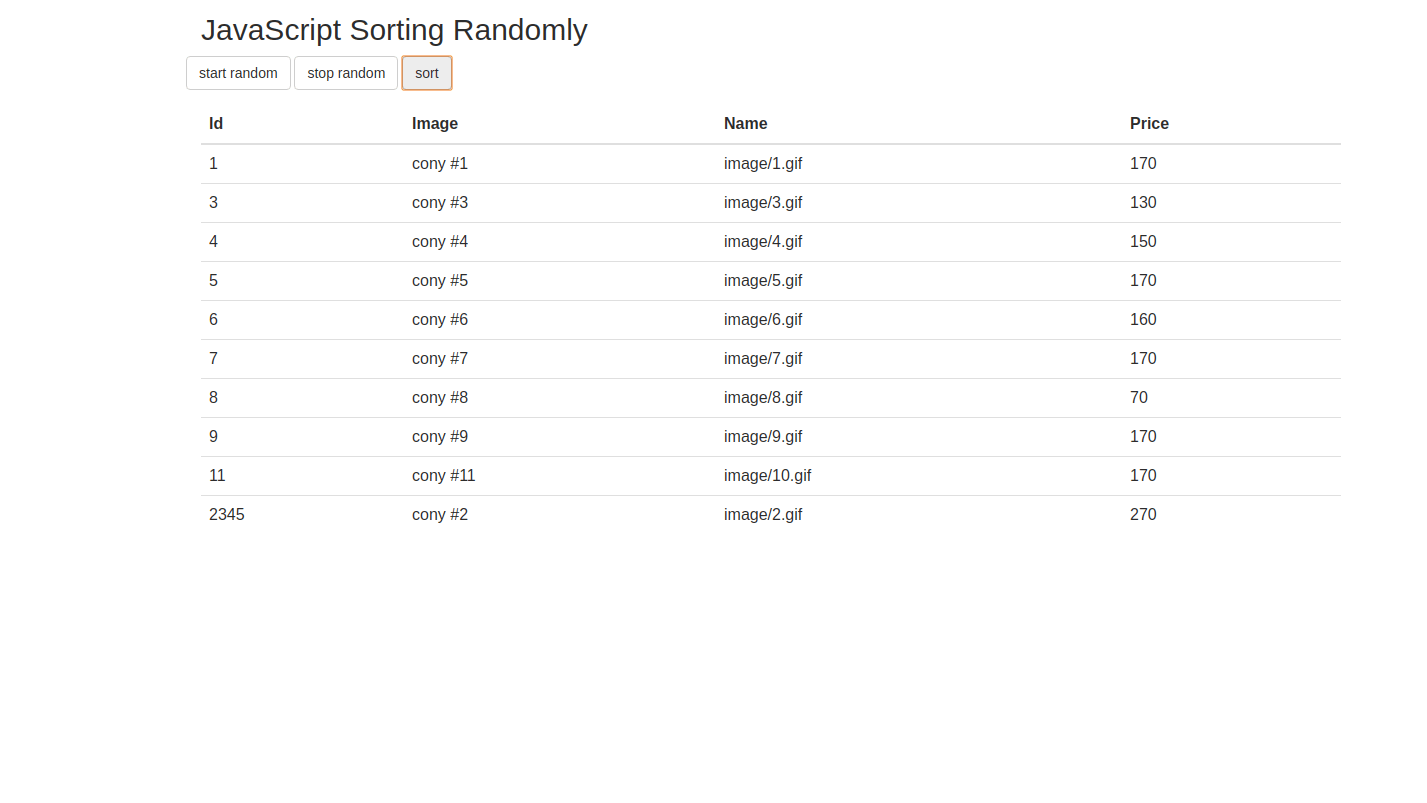 JavaScript Sorting Randomly
start random stop random sort
Id Image Name Price
1 cony #1 image/1.gif 170
3 cony #3 image/3.gif 130
4 cony #4 image/4.gif 150
5 cony #5 image/5.gif 170
6 cony #6 image/6.gif 160
7 cony #7 image/7.gif 170
8 cony #8 image/8.gif 70
9 cony #9 image/9.gif 170
11 cony #11 image/10.gif 170
2345 cony #2 image/2.gif 270